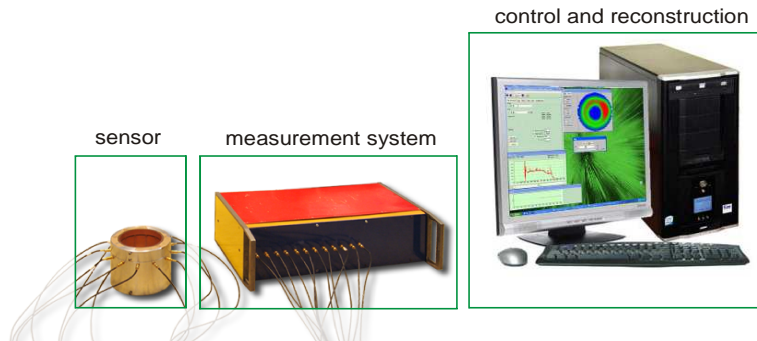 control and reconstruction
sensor
measurement system